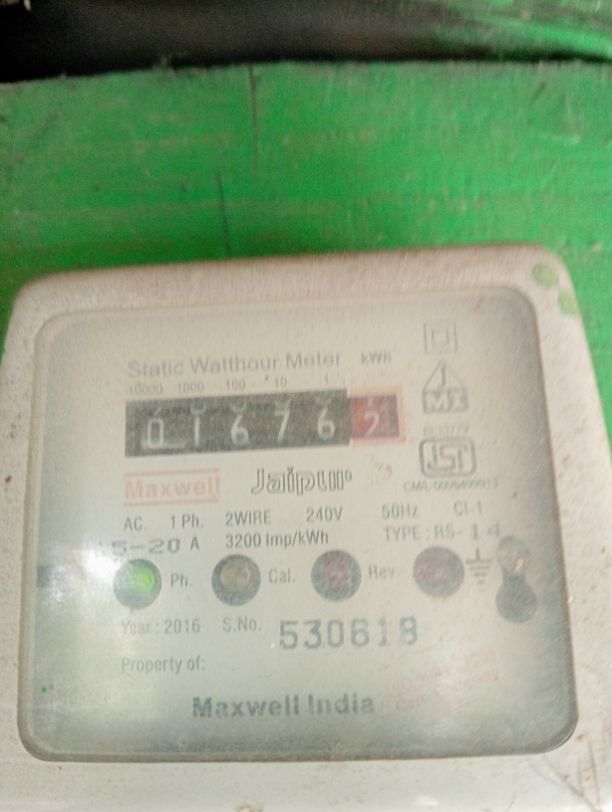 Static Watthour Meter kWh
10000 1000 100 10 1
0 1 6 7 6 2
Maxwell Jaipur
AC. 1 Ph. 2WIRE 240V 50Hz Cl-1
5-20 A 3200 Imp/kWh TYPE : RS-14
Ph. Cal. Rev.
Year : 2016 S.No. 530619
Property of:
Maxwell India